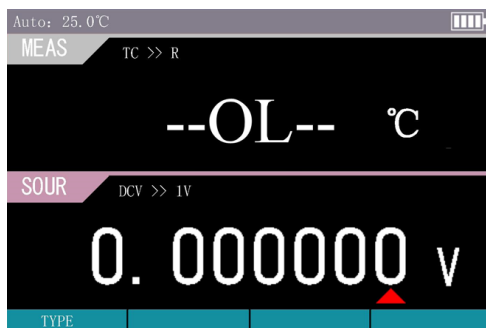 Auto: 25.0℃
MEAS TC >> R
--OL-- ℃
SOUR DCV >> 1V
0.000000 V
TYPE